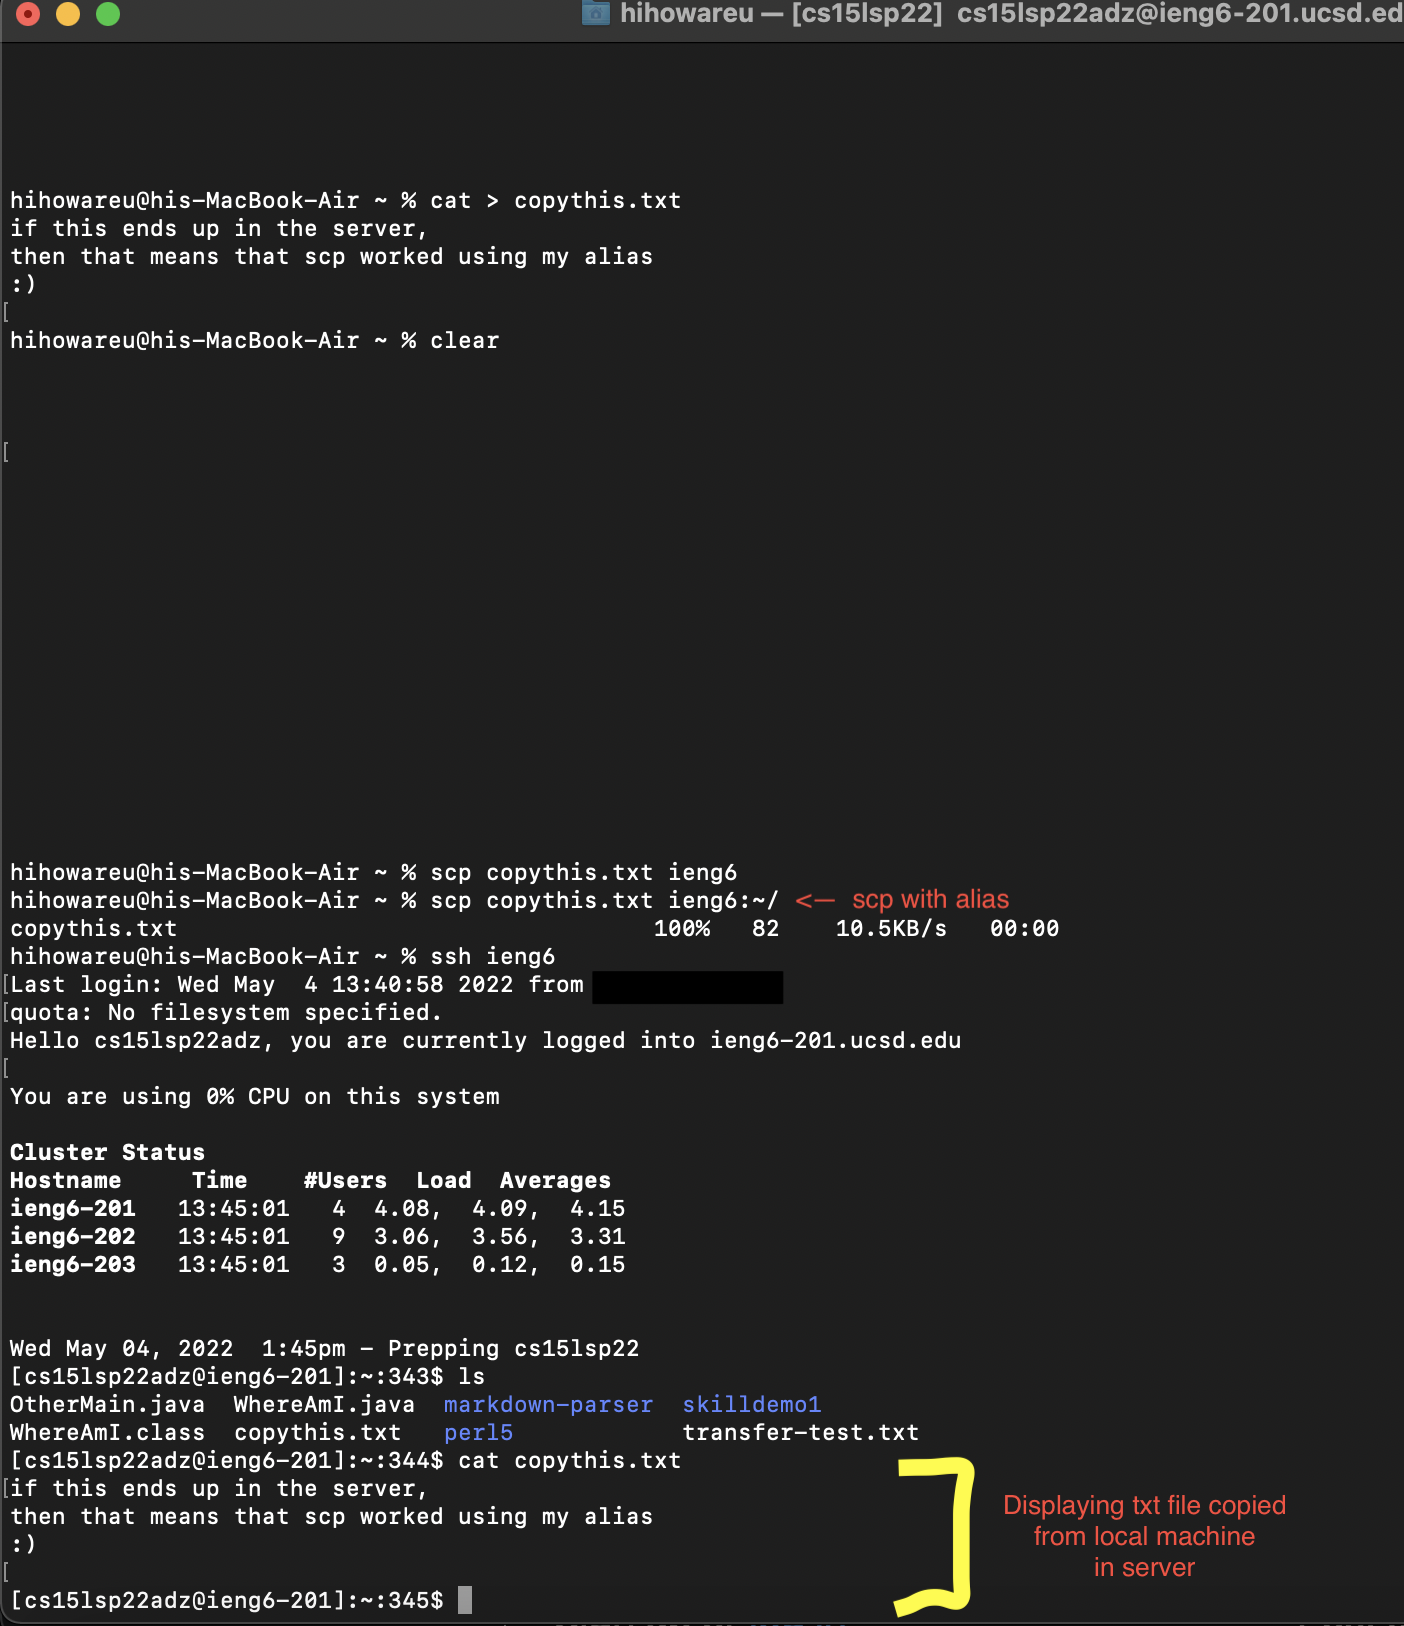 hihowareu — [cs15lsp22] cs15lsp22adz@ieng6-201.ucsd.ed
hihowareu@his-MacBook-Air ~ % cat > copythis.txt
if this ends up in the server,
then that means that scp worked using my alias
:)
[
hihowareu@his-MacBook-Air ~ % clear
[
hihowareu@his-MacBook-Air ~ % scp copythis.txt ieng6
hihowareu@his-MacBook-Air ~ % scp copythis.txt ieng6:~/ <— scp with alias
copythis.txt 100% 82 10.5KB/s 00:00
hihowareu@his-MacBook-Air ~ % ssh ieng6
[Last login: Wed May  4 13:40:58 2022 from
[quota: No filesystem specified.
Hello cs15lsp22adz, you are currently logged into ieng6-201.ucsd.edu
[
You are using 0% CPU on this system
Cluster Status
Hostname Time #Users Load Averages
ieng6-201 13:45:01 4 4.08, 4.09, 4.15
ieng6-202 13:45:01 9 3.06, 3.56, 3.31
ieng6-203 13:45:01 3 0.05, 0.12, 0.15
Wed May 04, 2022  1:45pm - Prepping cs15lsp22
[cs15lsp22adz@ieng6-201]:~:343$ ls
OtherMain.java WhereAmI.java markdown-parser skilldemo1
WhereAmI.class copythis.txt perl5 transfer-test.txt
[cs15lsp22adz@ieng6-201]:~:344$ cat copythis.txt
[if this ends up in the server,
then that means that scp worked using my alias
:)
[
[cs15lsp22adz@ieng6-201]:~:345$
Displaying txt file copied
from local machine
in server